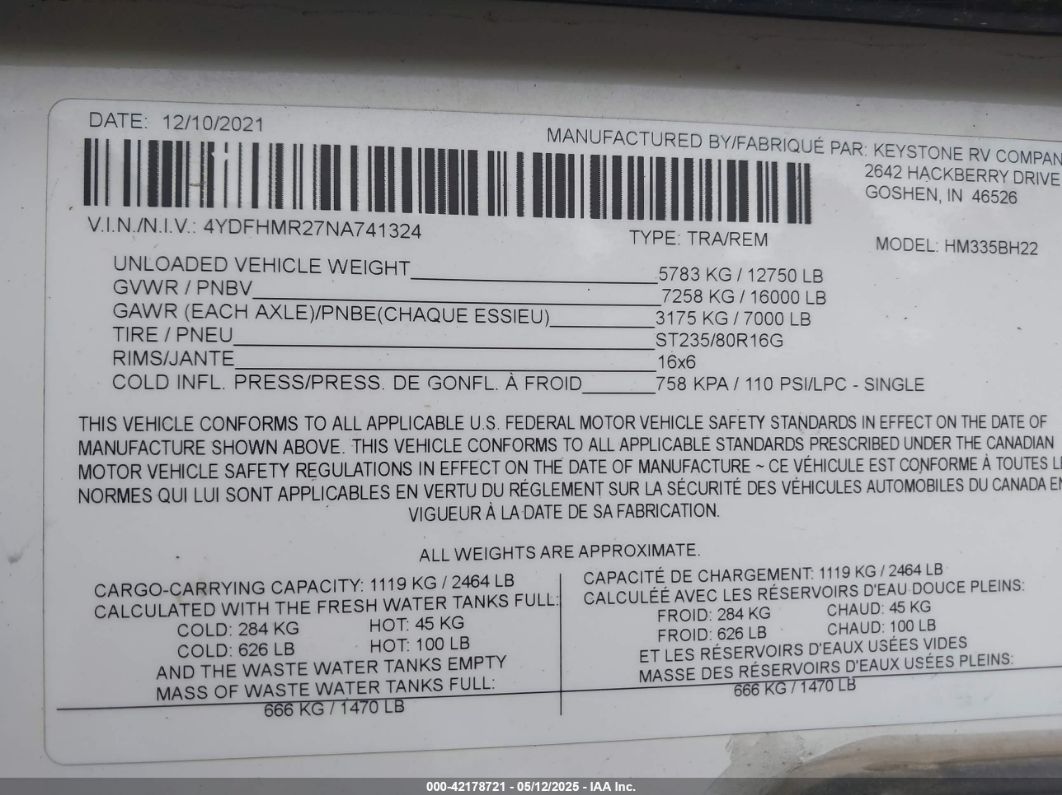 DATE: 12/10/2021
MANUFACTURED BY/FABRIQUÉ PAR: KEYSTONE RV COMPAN
2642 HACKBERRY DRIVE
GOSHEN, IN 46526
V.I.N./N.I.V.: 4YDFHMR27NA741324
TYPE: TRA/REM
MODEL: HM335BH22
UNLOADED VEHICLE WEIGHT 5783 KG / 12750 LB
GVWR / PNBV 7258 KG / 16000 LB
GAWR (EACH AXLE)/PNBE(CHAQUE ESSIEU) 3175 KG / 7000 LB
TIRE / PNEU ST235/80R16G
RIMS/JANTE 16x6
COLD INFL. PRESS/PRESS. DE GONFL. À FROID 758 KPA / 110 PSI/LPC - SINGLE
THIS VEHICLE CONFORMS TO ALL APPLICABLE U.S. FEDERAL MOTOR VEHICLE SAFETY STANDARDS IN EFFECT ON THE DATE OF
MANUFACTURE SHOWN ABOVE. THIS VEHICLE CONFORMS TO ALL APPLICABLE STANDARDS PRESCRIBED UNDER THE CANADIAN
MOTOR VEHICLE SAFETY REGULATIONS IN EFFECT ON THE DATE OF MANUFACTURE ~ CE VÉHICULE EST CONFORME À TOUTES LE
NORMES QUI LUI SONT APPLICABLES EN VERTU DU RÉGLEMENT SUR LA SÉCURITÉ DES VÉHICULES AUTOMOBILES DU CANADA EN
VIGUEUR À LA DATE DE SA FABRICATION.
ALL WEIGHTS ARE APPROXIMATE.
CARGO-CARRYING CAPACITY: 1119 KG / 2464 LB
CALCULATED WITH THE FRESH WATER TANKS FULL:
COLD: 284 KG HOT: 45 KG
COLD: 626 LB HOT: 100 LB
AND THE WASTE WATER TANKS EMPTY
MASS OF WASTE WATER TANKS FULL:
666 KG / 1470 LB
CAPACITÉ DE CHARGEMENT: 1119 KG / 2464 LB
CALCULÉE AVEC LES RÉSERVOIRS D'EAU DOUCE PLEINS:
FROID: 284 KG CHAUD: 45 KG
FROID: 626 LB CHAUD: 100 LB
ET LES RÉSERVOIRS D'EAUX USÉES VIDES
MASSE DES RÉSERVOIRS D'EAUX USÉES PLEINS:
666 KG / 1470 LB
000-42178721 - 05/12/2025 - IAA Inc.